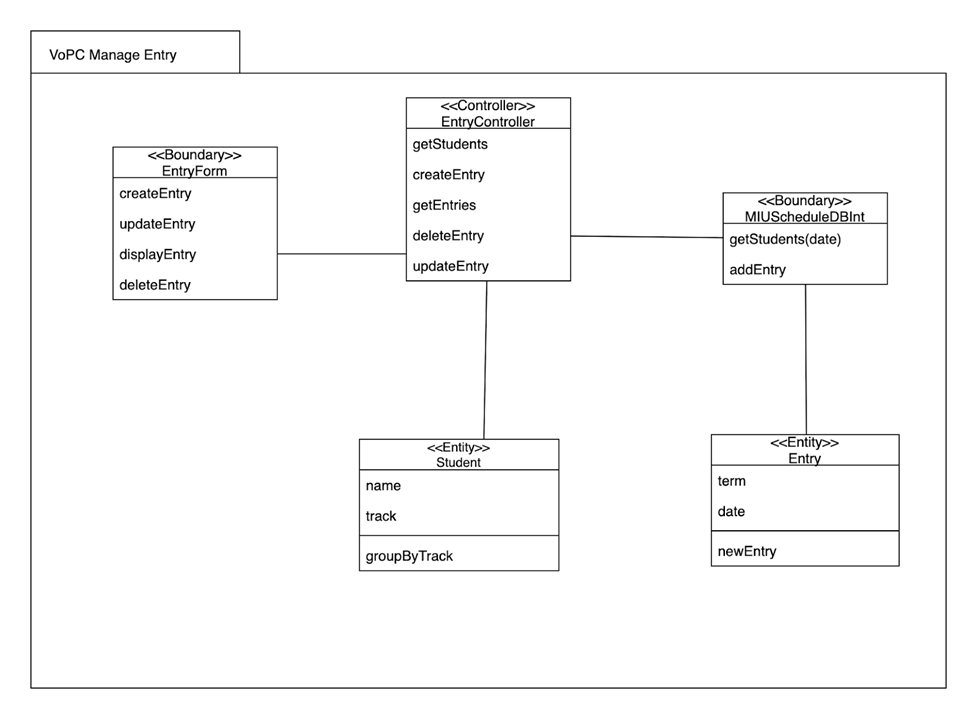 VoPC Manage Entry
<<Controller>>
EntryController
getStudents
createEntry
getEntries
deleteEntry
updateEntry
<<Boundary>>
EntryForm
createEntry
updateEntry
displayEntry
deleteEntry
<<Boundary>>
MIUScheduleDBInt
getStudents(date)
addEntry
<<Entity>>
Student
name
track
groupByTrack
<<Entity>>
Entry
term
date
newEntry